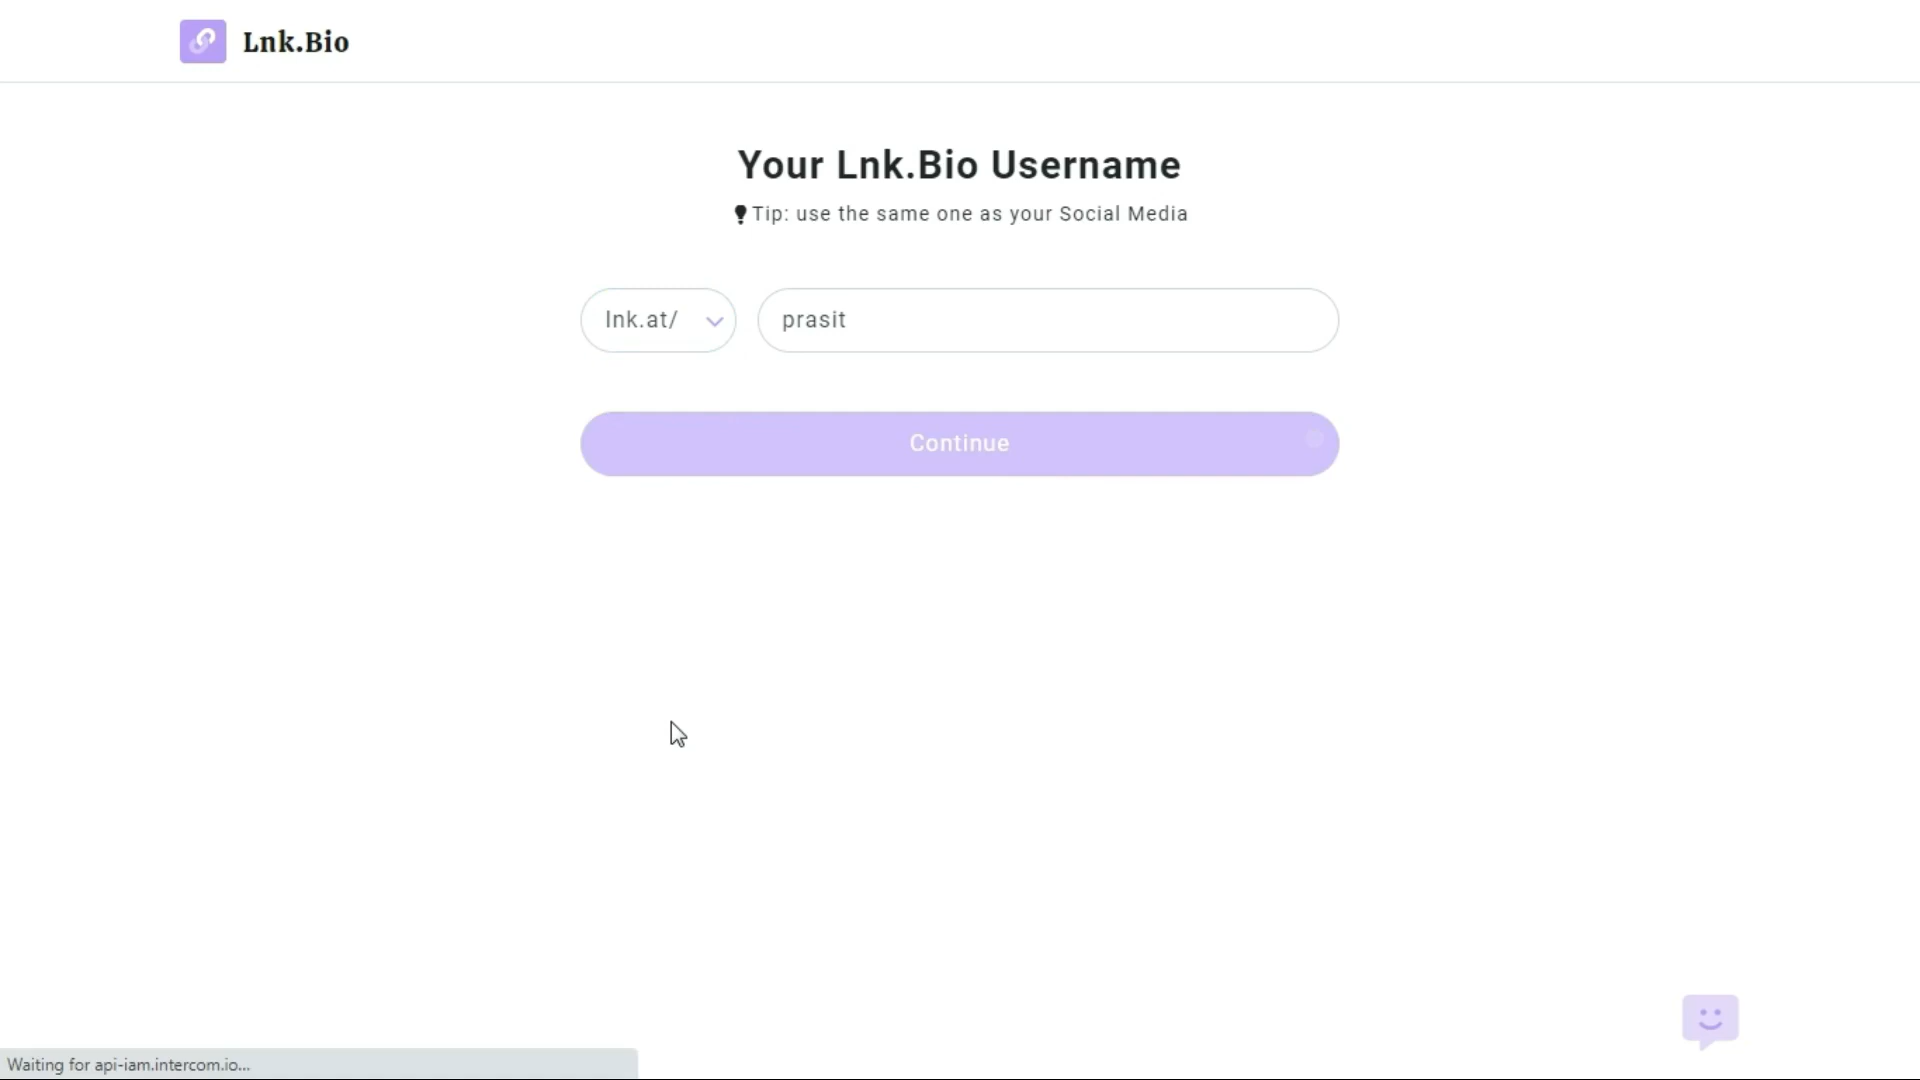 Lnk.Bio
Your Lnk.Bio Username
Tip: use the same one as your Social Media
lnk.at/
prasit
Continue
Waiting for api-iam.intercom.io...